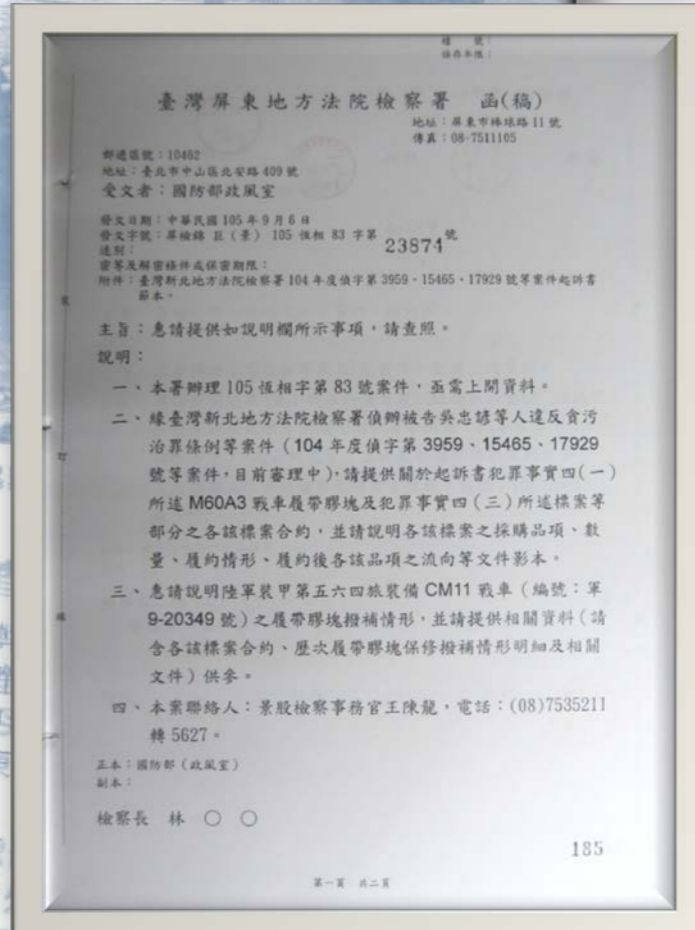 檔 號：
保存年限：
臺灣屏東地方法院檢察署 函(稿)
地址：屏東市棒球路11號
傳真：08-7511105
郵遞區號：10462
地址：臺北市中山區北安路409號
受文者：國防部政風室
發文日期：中華民國105年9月6日
發文字號：屏檢錦 巨（景） 105 恆相 83 字第 23874號
速別：
密等及解密條件或保密期限：
附件：臺灣新北地方法院檢察署104年度偵字第3959、15465、17929號等案件起訴書
節本。
主旨：惠請提供如說明欄所示事項，請查照。
說明：
一、本署辦理105恆相字第83號案件，亟需上開資料。
二、緣臺灣新北地方法院檢察署偵辦被告吳忠諺等人違反貪污
治罪條例等案件（104年度偵字第3959、15465、17929
號等案件，目前審理中），請提供關於起訴書犯罪事實四(一)
所述M60A3戰車履帶膠塊及犯罪事實四(三)所述標案等
部分之各該標案合約，並請說明各該標案之採購品項、數
量、履約情形、履約後各該品項之流向等文件影本。
三、惠請說明陸軍裝甲第五六四旅裝備CM11戰車（編號：軍
9-20349號）之履帶膠塊撥補情形，並請提供相關資料（請
含各該標案合約、歷次履帶膠塊保修撥補情形明細及相關
文件）供參。
四、本案聯絡人：景股檢察事務官王陳龍，電話：(08)7535211
轉5627。
正本：國防部（政風室）
副本：
檢察長 林 ○ ○
185
第一頁 共二頁